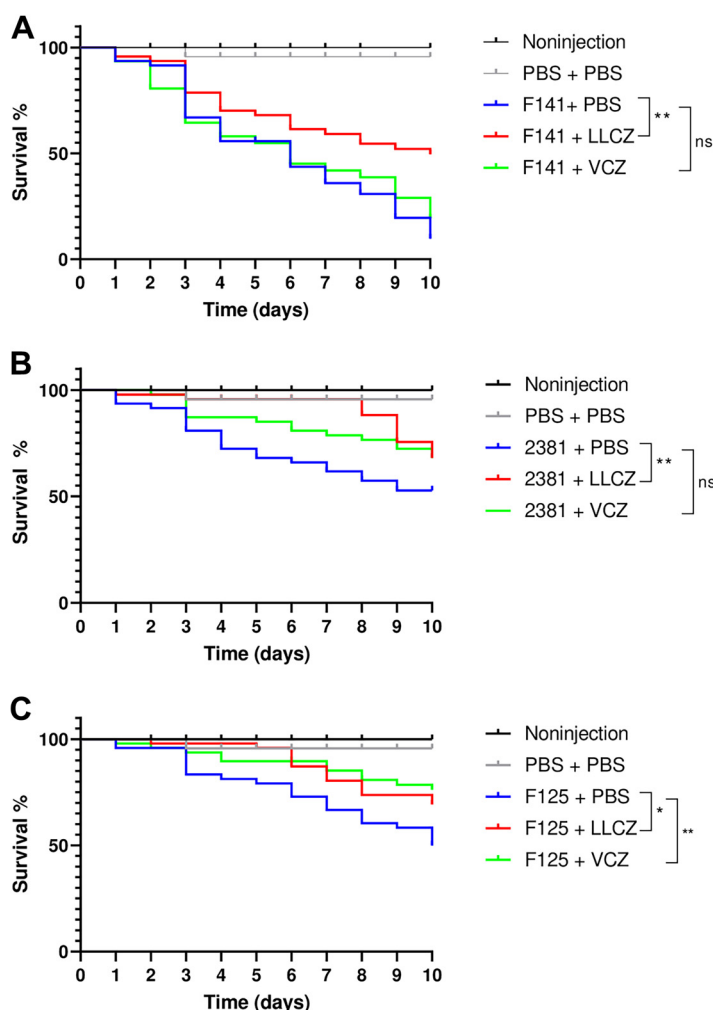 A
Survival %
100
50
0
0 1 2 3 4 5 6 7 8 9 10
Time (days)
Noninjection
PBS + PBS
F141+ PBS
F141 + LLCZ
F141 + VCZ
**
ns
B
Survival %
100
50
0
0 1 2 3 4 5 6 7 8 9 10
Time (days)
Noninjection
PBS + PBS
2381 + PBS
2381 + LLCZ
2381 + VCZ
**
ns
C
Survival %
100
50
0
0 1 2 3 4 5 6 7 8 9 10
Time (days)
Noninjection
PBS + PBS
F125 + PBS
F125 + LLCZ
F125 + VCZ
*
**